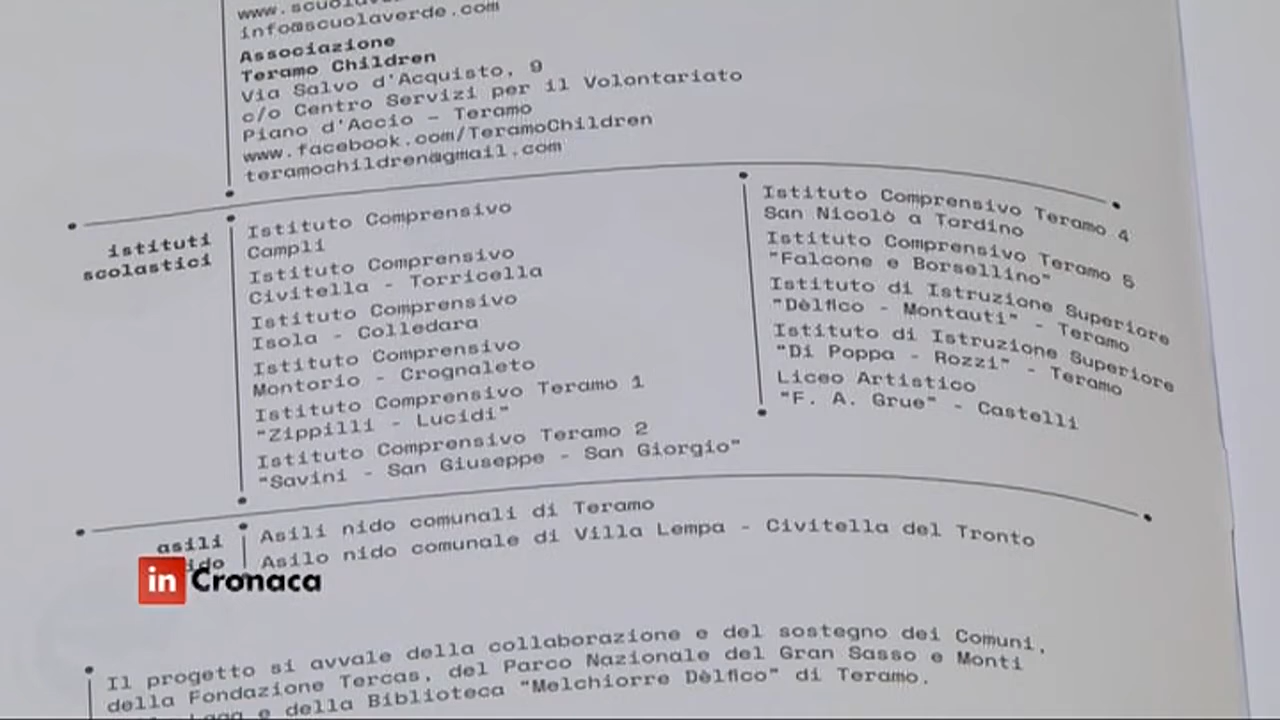 info@scuolaverde.com
Associazione
Teramo Children
Via Salvo d'Acquisto, 9
c/o Centro Servizi per il Volontariato
Piano d'Accio - Teramo
www.facebook.com/TeramoChildren
teramochildren@gmail.com
istituti
scolastici
Istituto Comprensivo
Campli
Istituto Comprensivo
Civitella - Torricella
Istituto Comprensivo
Isola - Colledara
Istituto Comprensivo
Montorio - Crognaleto
Istituto Comprensivo Teramo 1
"Zippilli - Lucidi"
Istituto Comprensivo Teramo 2
"Savini - San Giuseppe - San Giorgio"
Istituto Comprensivo Teramo 4
San Nicolò a Tordino
Istituto Comprensivo Teramo 5
"Falcone e Borsellino"
Istituto di Istruzione Superiore
"Dèlfico - Montauti" - Teramo
Istituto di Istruzione Superiore
"Di Poppa - Rozzi" - Teramo
Liceo Artistico
"F. A. Grue" - Castelli
asili
Asili nido comunali di Teramo
Asilo nido comunale di Villa Lempa - Civitella del Tronto
in Cronaca
Il progetto si avvale della collaborazione e del sostegno dei Comuni,
della Fondazione Tercas, del Parco Nazionale del Gran Sasso e Monti
e della Biblioteca "Melchiorre Dèlfico" di Teramo.